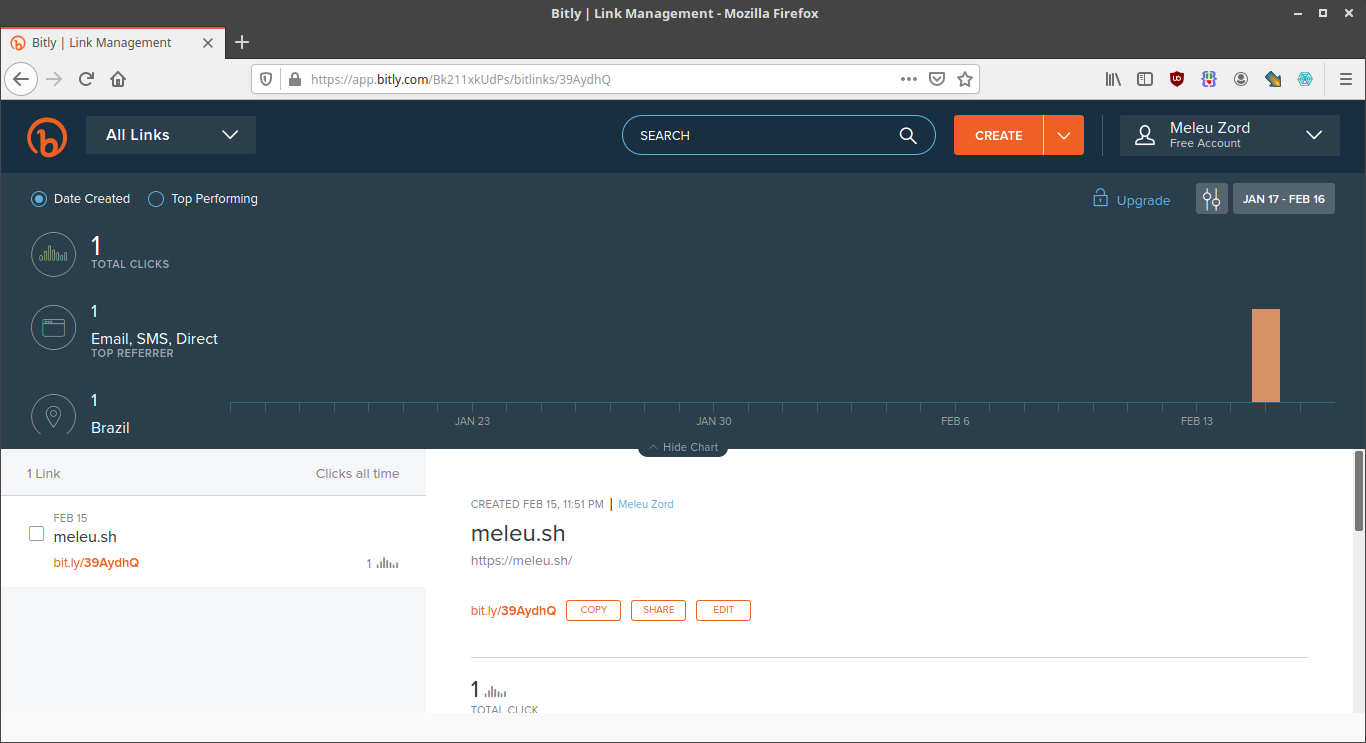 Bitly | Link Management - Mozilla Firefox
Bitly | Link Management
https://app.bitly.com/Bk211xkUdPs/bitlinks/39AydhQ
All Links
SEARCH
CREATE
Meleu Zord
Free Account
Date Created
Top Performing
Upgrade
JAN 17 - FEB 16
1
TOTAL CLICKS
1
Email, SMS, Direct
TOP REFERRER
1
Brazil
JAN 23
JAN 30
FEB 6
FEB 13
Hide Chart
1 Link
Clicks all time
FEB 15
meleu.sh
bit.ly/39AydhQ
1
CREATED FEB 15, 11:51 PM | Meleu Zord
meleu.sh
https://meleu.sh/
bit.ly/39AydhQ
COPY
SHARE
EDIT
1
TOTAL CLICK